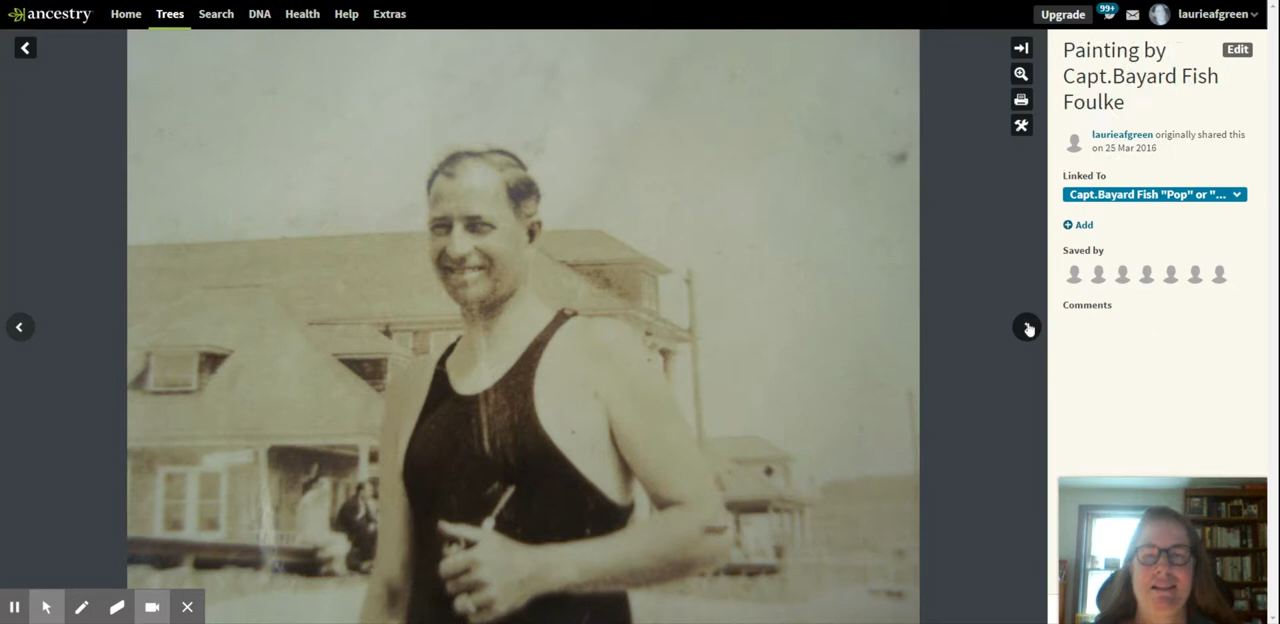 ancestry Home Trees Search DNA Health Help Extras Upgrade 99+ laurieafgreen
Painting by Edit
Capt.Bayard Fish
Foulke
laurieafgreen originally shared this
on 25 Mar 2016
Linked To
Capt.Bayard Fish "Pop" or "...
Add
Saved by
Comments